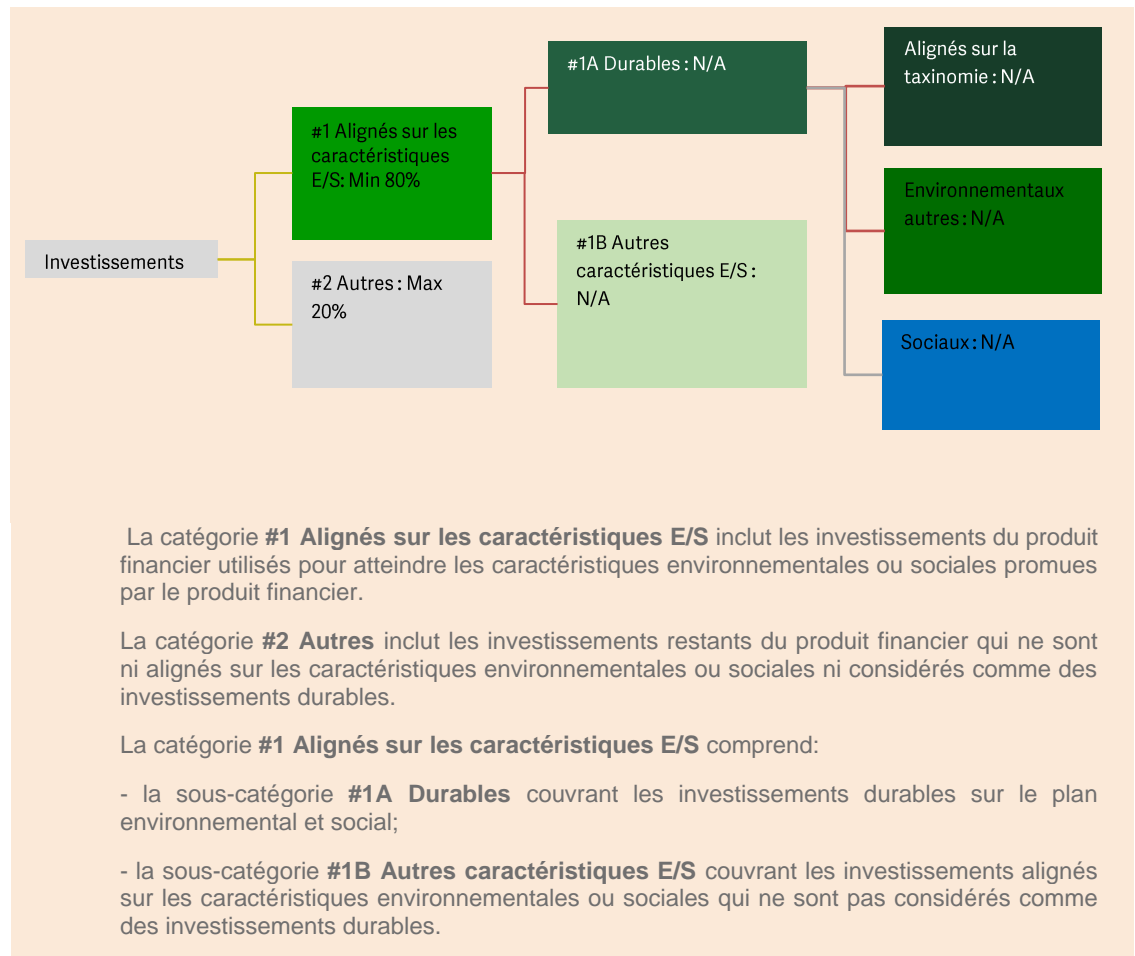 Investissements
#1 Alignés sur les
caractéristiques
E/S: Min 80%
#2 Autres : Max
20%
#1A Durables : N/A
#1B Autres
caractéristiques E/S :
N/A
Alignés sur la
taxinomie : N/A
Environnementaux
autres : N/A
Sociaux : N/A
La catégorie #1 Alignés sur les caractéristiques E/S inclut les investissements du produit
financier utilisés pour atteindre les caractéristiques environnementales ou sociales promues
par le produit financier.
La catégorie #2 Autres inclut les investissements restants du produit financier qui ne sont
ni alignés sur les caractéristiques environnementales ou sociales ni considérés comme des
investissements durables.
La catégorie #1 Alignés sur les caractéristiques E/S comprend:
- la sous-catégorie #1A Durables couvrant les investissements durables sur le plan
environnemental et social;
- la sous-catégorie #1B Autres caractéristiques E/S couvrant les investissements alignés
sur les caractéristiques environnementales ou sociales qui ne sont pas considérés comme
des investissements durables.